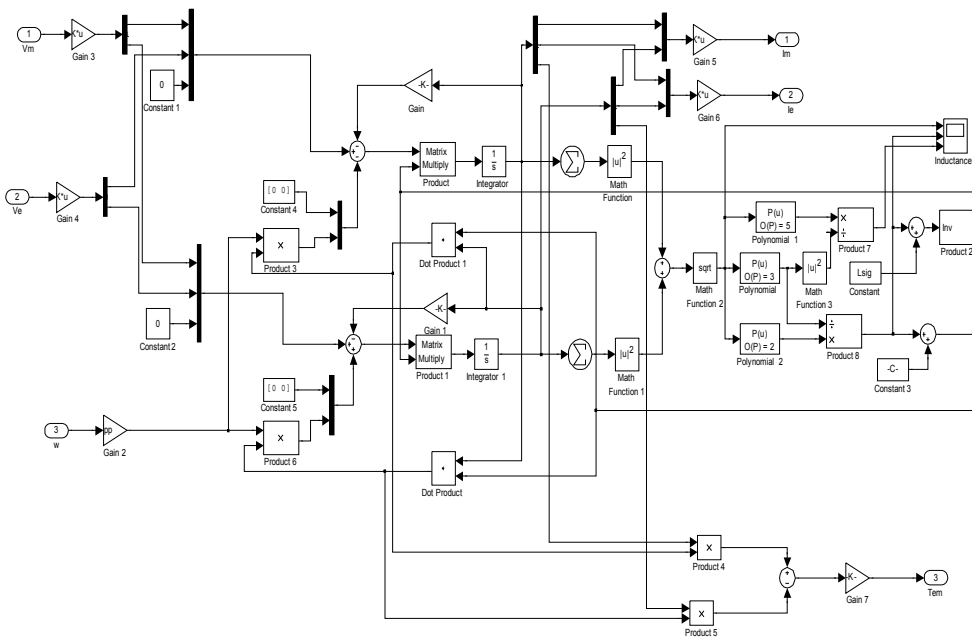 1
Vm
K*u
Gain 3
0
Constant 1
2
Ve
K*u
Gain 4
0
Constant2
3
w
pp
Gain 2
[ 0 0 ]
Constant 4
x
Product 3
[ 0 0 ]
Constant 5
x
Product 6
-K-
Gain
Matrix
Multiply
Product
1
s
Integrator
Dot Product 1
-K-
Gain 1
Matrix
Multiply
Product 1
1
s
Integrator 1
Dot Product
∑
|u|²
Math
Function
∑
|u|²
Math
Function 1
K*u
Gain 5
1
Im
K*u
Gain 6
2
Ie
sqrt
Math
Function 2
P(u)
O(P) = 5
Polynomial 1
P(u)
O(P) = 3
Polynomial
P(u)
O(P) = 2
Polynomial 2
|u|²
Math
Function 3
x
÷
Product 7
÷
x
Product 8
Inductance
Inv
Product 2
Lsig
Constant
-C-
Constant 3
x
Product 4
x
Product 5
-K-
Gain 7
3
Tem